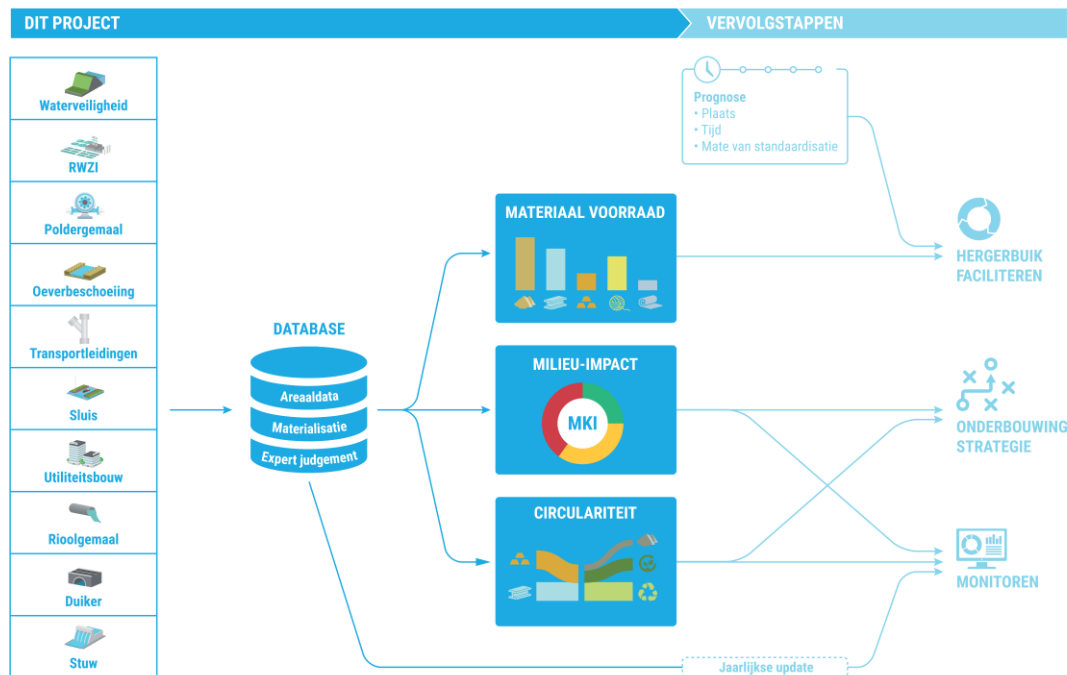 DIT PROJECT
VERVOLGSTAPPEN
Waterveiligheid
RWZI
Poldergemaal
Oeverbeschoeiing
Transportleidingen
Sluis
Utiliteitsbouw
Rioolgemaal
Duiker
Stuw
DATABASE
Areaaldata
Materialisatie
Expert judgement
MATERIAAL VOORRAAD
MILIEU-IMPACT
MKI
CIRCULARITEIT
Prognose
• Plaats
• Tijd
• Mate van standaardisatie
HERGERBUIK
FACILITEREN
ONDERBOUWING
STRATEGIE
MONITOREN
Jaarlijkse update